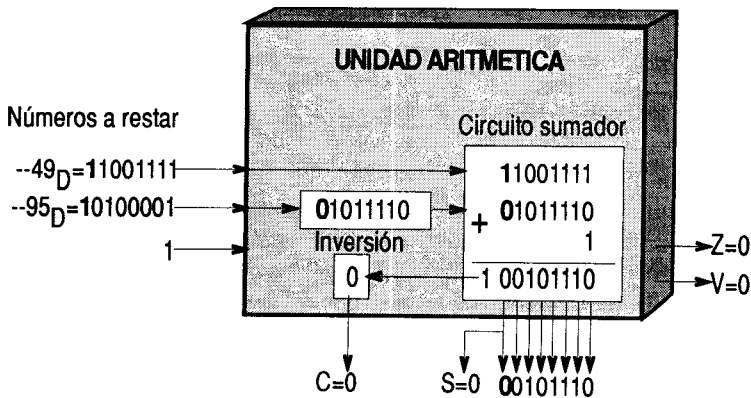 UNIDAD ARITMETICA
Números a restar
Circuito sumador
--49D=11001111
11001111
--95D=10100001
01011110
+ 01011110
1
1
Inversión
0
1 00101110
Z=0
V=0
C=0
S=0
00101110